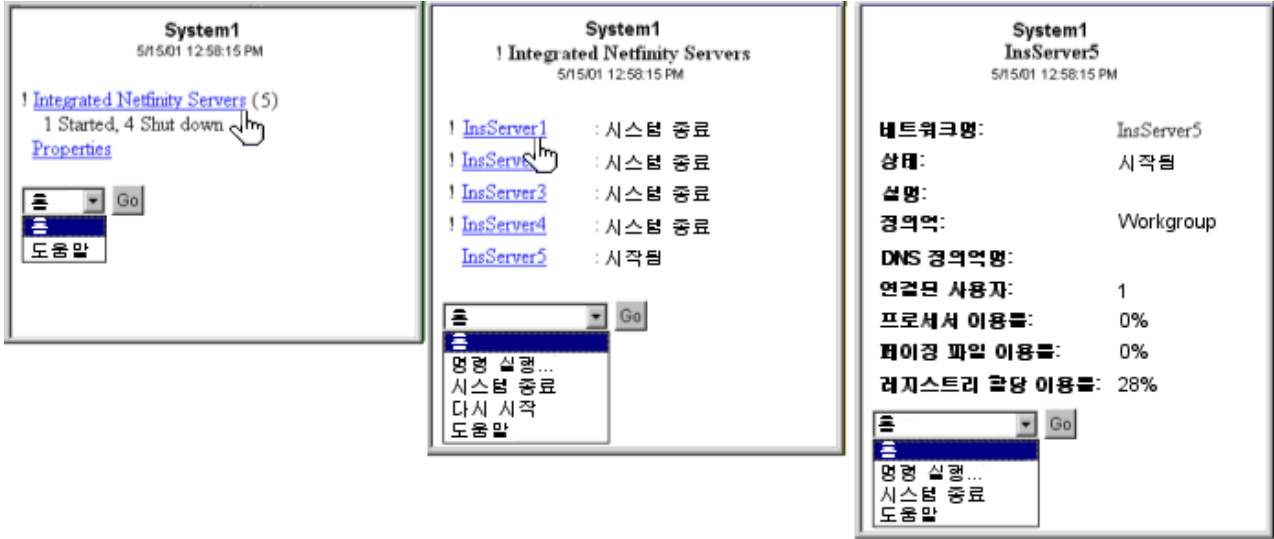 System1
5/15/01 12:58:15 PM
! Integrated Netfinity Servers (5)
1 Started, 4 Shut down
Properties
홈 Go
홈
도움말
System1
! Integrated Netfinity Servers
5/15/01 12:58:15 PM
! InsServer1 : 시스템 종료
! InsServe : 시스템 종료
! InsServer3 : 시스템 종료
! InsServer4 : 시스템 종료
InsServer5 : 시작됨
홈 Go
홈
명령 실행...
시스템 종료
다시 시작
도움말
System1
InsServer5
5/15/01 12:58:15 PM
네트워크명: InsServer5
상태: 시작됨
설명:
정의역: Workgroup
DNS 정의역명:
연결된 사용자: 1
프로세서 이용률: 0%
페이징 파일 이용률: 0%
레지스트리 할당 이용률: 28%
홈 Go
홈
명령 실행...
시스템 종료
도움말